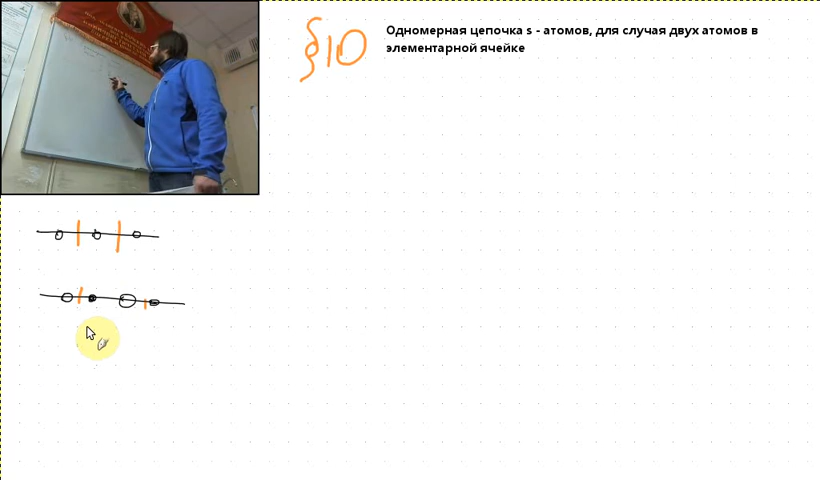 §10
Одномерная цепочка s - атомов, для случая двух атомов в
элементарной ячейке